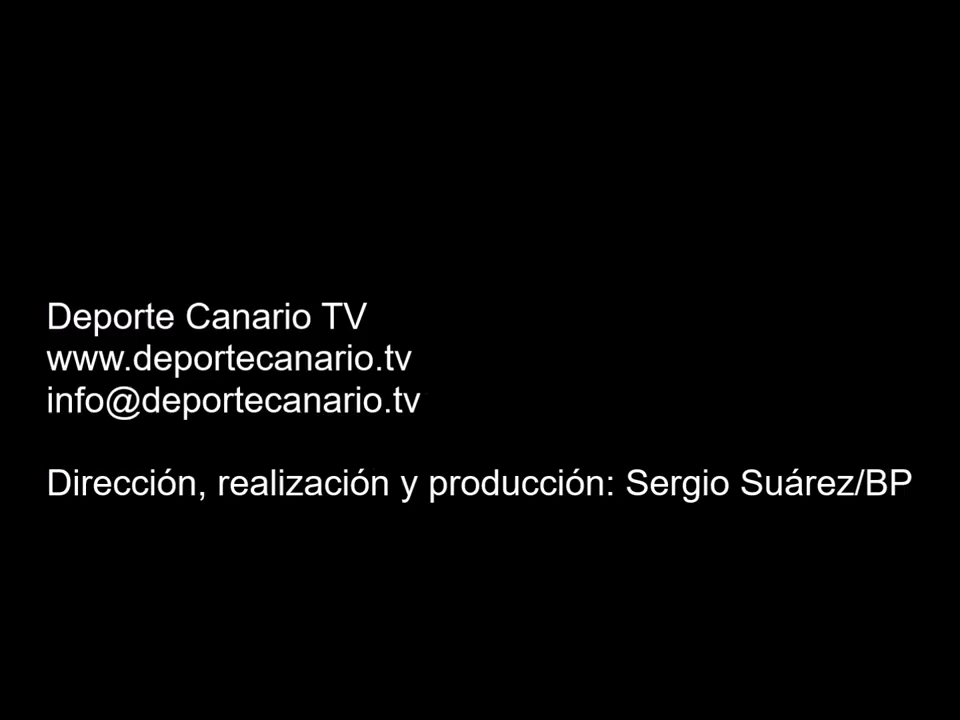 Deporte Canario TV
www.deportecanario.tv
info@deportecanario.tv
Dirección, realización y producción: Sergio Suárez/BP